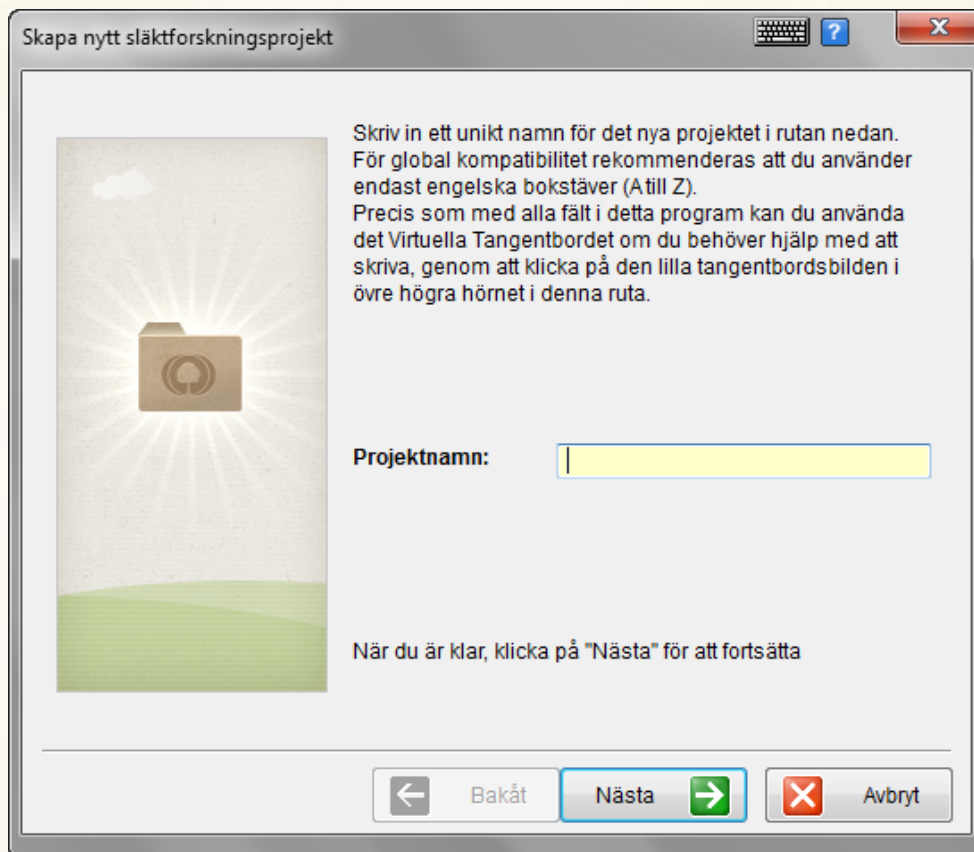 Skapa nytt släktforskningsprojekt
Skriv in ett unikt namn för det nya projektet i rutan nedan.
För global kompatibilitet rekommenderas att du använder
endast engelska bokstäver (A till Z).
Precis som med alla fält i detta program kan du använda
det Virtuella Tangentbordet om du behöver hjälp med att
skriva, genom att klicka på den lilla tangentbordsbilden i
övre högra hörnet i denna ruta.
Projektnamn:
När du är klar, klicka på "Nästa" för att fortsätta
Bakåt Nästa Avbryt